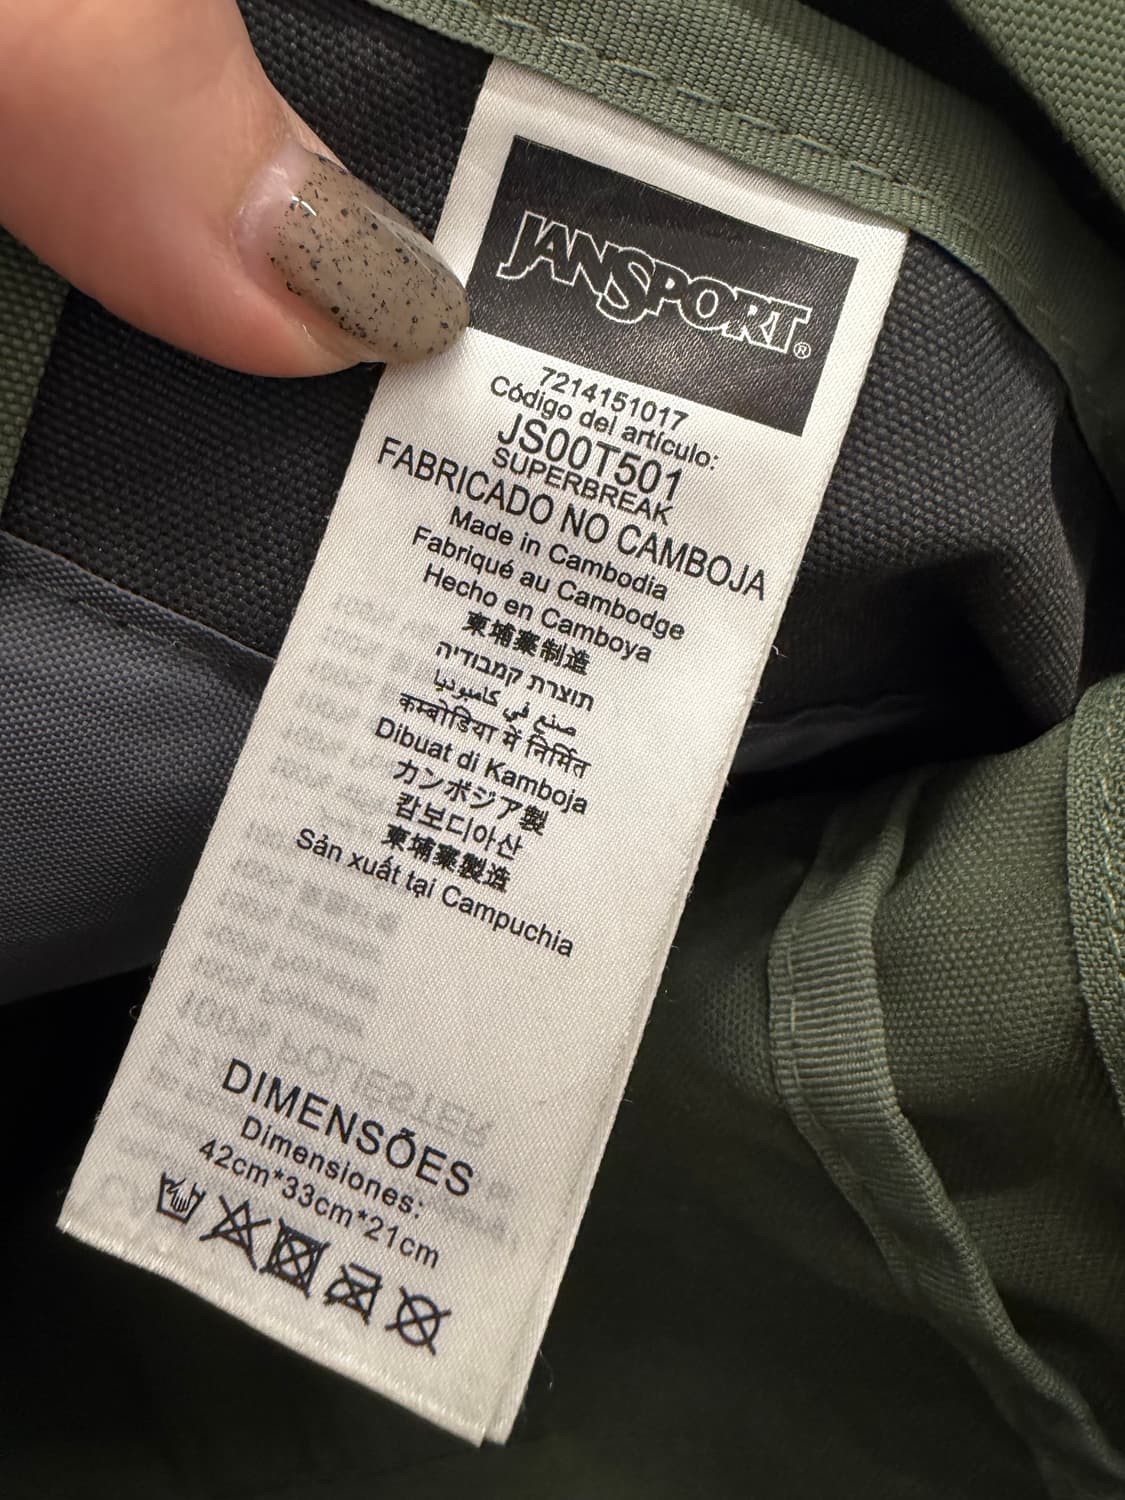 JANSPORT®
7214151017
Código del artículo:
JS00T501
SUPERBREAK
FABRICADO NO CAMBOJA
Made in Cambodia
Fabriqué au Cambodge
Hecho en Camboya
柬埔寨制造
תוצרת קמבודיה
صنع في كامبوديا
कम्बोडिया में निर्मित
Dibuat di Kamboja
カンボジア製
캄보디아산
柬埔寨製造
Sản xuất tại Campuchia
DIMENSÕES
Dimensiones:
42cm*33cm*21cm